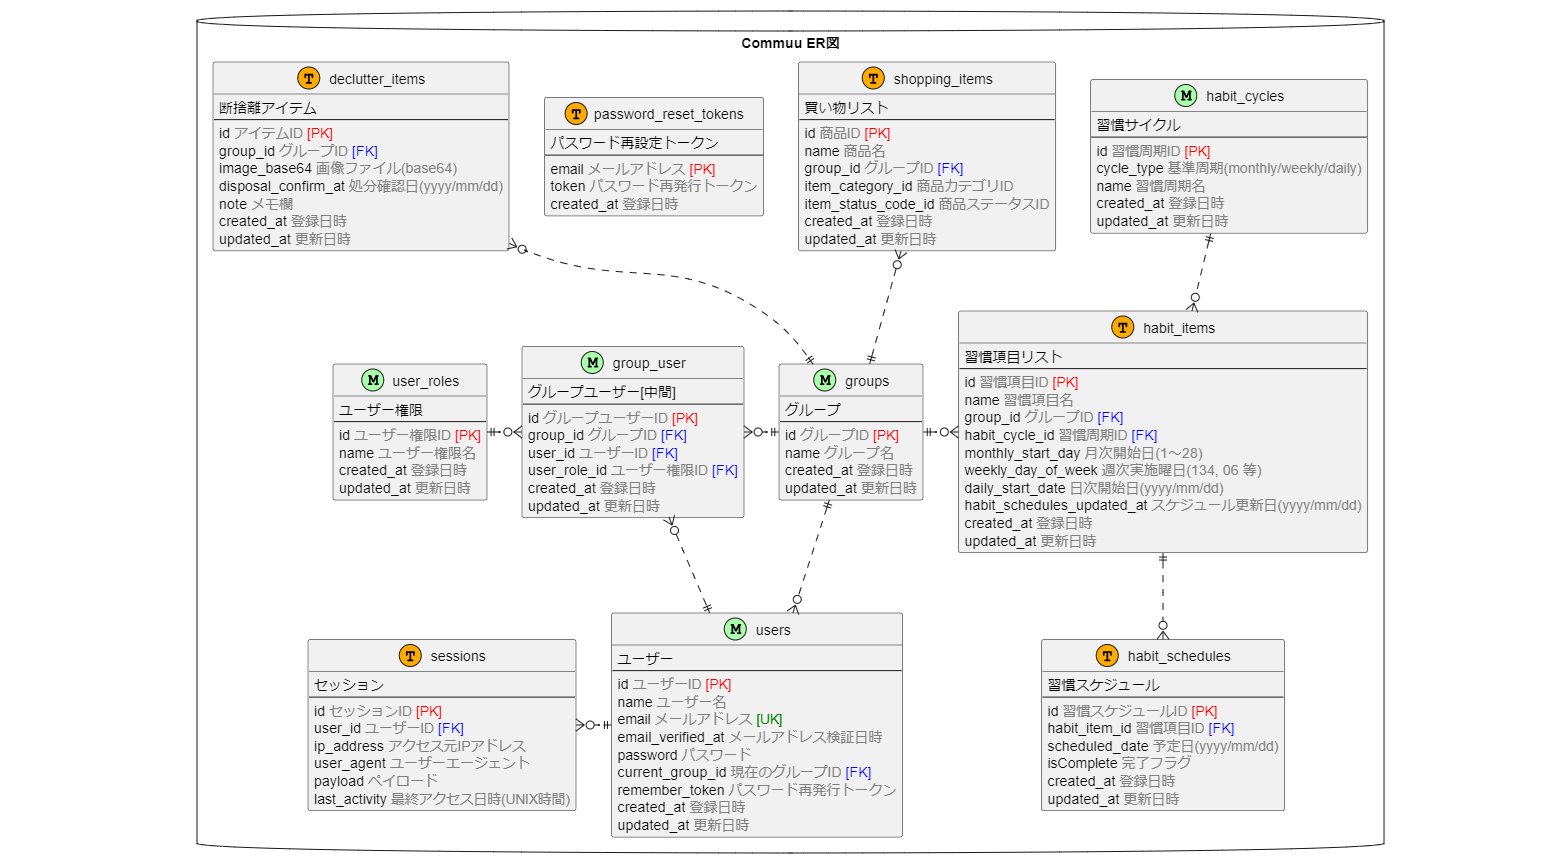 Commuu ER図
T declutter_items
断捨離アイテム
id アイテムID [PK]
group_id グループID [FK]
image_base64 画像ファイル(base64)
disposal_confirm_at 処分確認日(yyyy/mm/dd)
note メモ欄
created_at 登録日時
updated_at 更新日時
T password_reset_tokens
パスワード再設定トークン
email メールアドレス [PK]
token パスワード再発行トークン
created_at 登録日時
T shopping_items
買い物リスト
id 商品ID [PK]
name 商品名
group_id グループID [FK]
item_category_id 商品カテゴリID
item_status_code_id 商品ステータスID
created_at 登録日時
updated_at 更新日時
M habit_cycles
習慣サイクル
id 習慣周期ID [PK]
cycle_type 基準周期(monthly/weekly/daily)
name 習慣周期名
created_at 登録日時
updated_at 更新日時
M user_roles
ユーザー権限
id ユーザー権限ID [PK]
name ユーザー権限名
created_at 登録日時
updated_at 更新日時
M group_user
グループユーザー[中間]
id グループユーザーID [PK]
group_id グループID [FK]
user_id ユーザーID [FK]
user_role_id ユーザー権限ID [FK]
created_at 登録日時
updated_at 更新日時
M groups
グループ
id グループID [PK]
name グループ名
created_at 登録日時
updated_at 更新日時
T habit_items
習慣項目リスト
id 習慣項目ID [PK]
name 習慣項目名
group_id グループID [FK]
habit_cycle_id 習慣周期ID [FK]
monthly_start_day 月次開始日(1～28)
weekly_day_of_week 週次実施曜日(134, 06 等)
daily_start_date 日次開始日(yyyy/mm/dd)
habit_schedules_updated_at スケジュール更新日(yyyy/mm/dd)
created_at 登録日時
updated_at 更新日時
T sessions
セッション
id セッションID [PK]
user_id ユーザーID [FK]
ip_address アクセス元IPアドレス
user_agent ユーザーエージェント
payload ペイロード
last_activity 最終アクセス日時(UNIX時間)
M users
ユーザー
id ユーザーID [PK]
name ユーザー名
email メールアドレス [UK]
email_verified_at メールアドレス検証日時
password パスワード
current_group_id 現在のグループID [FK]
remember_token パスワード再発行トークン
created_at 登録日時
updated_at 更新日時
T habit_schedules
習慣スケジュール
id 習慣スケジュールID [PK]
habit_item_id 習慣項目ID [FK]
scheduled_date 予定日(yyyy/mm/dd)
isComplete 完了フラグ
created_at 登録日時
updated_at 更新日時